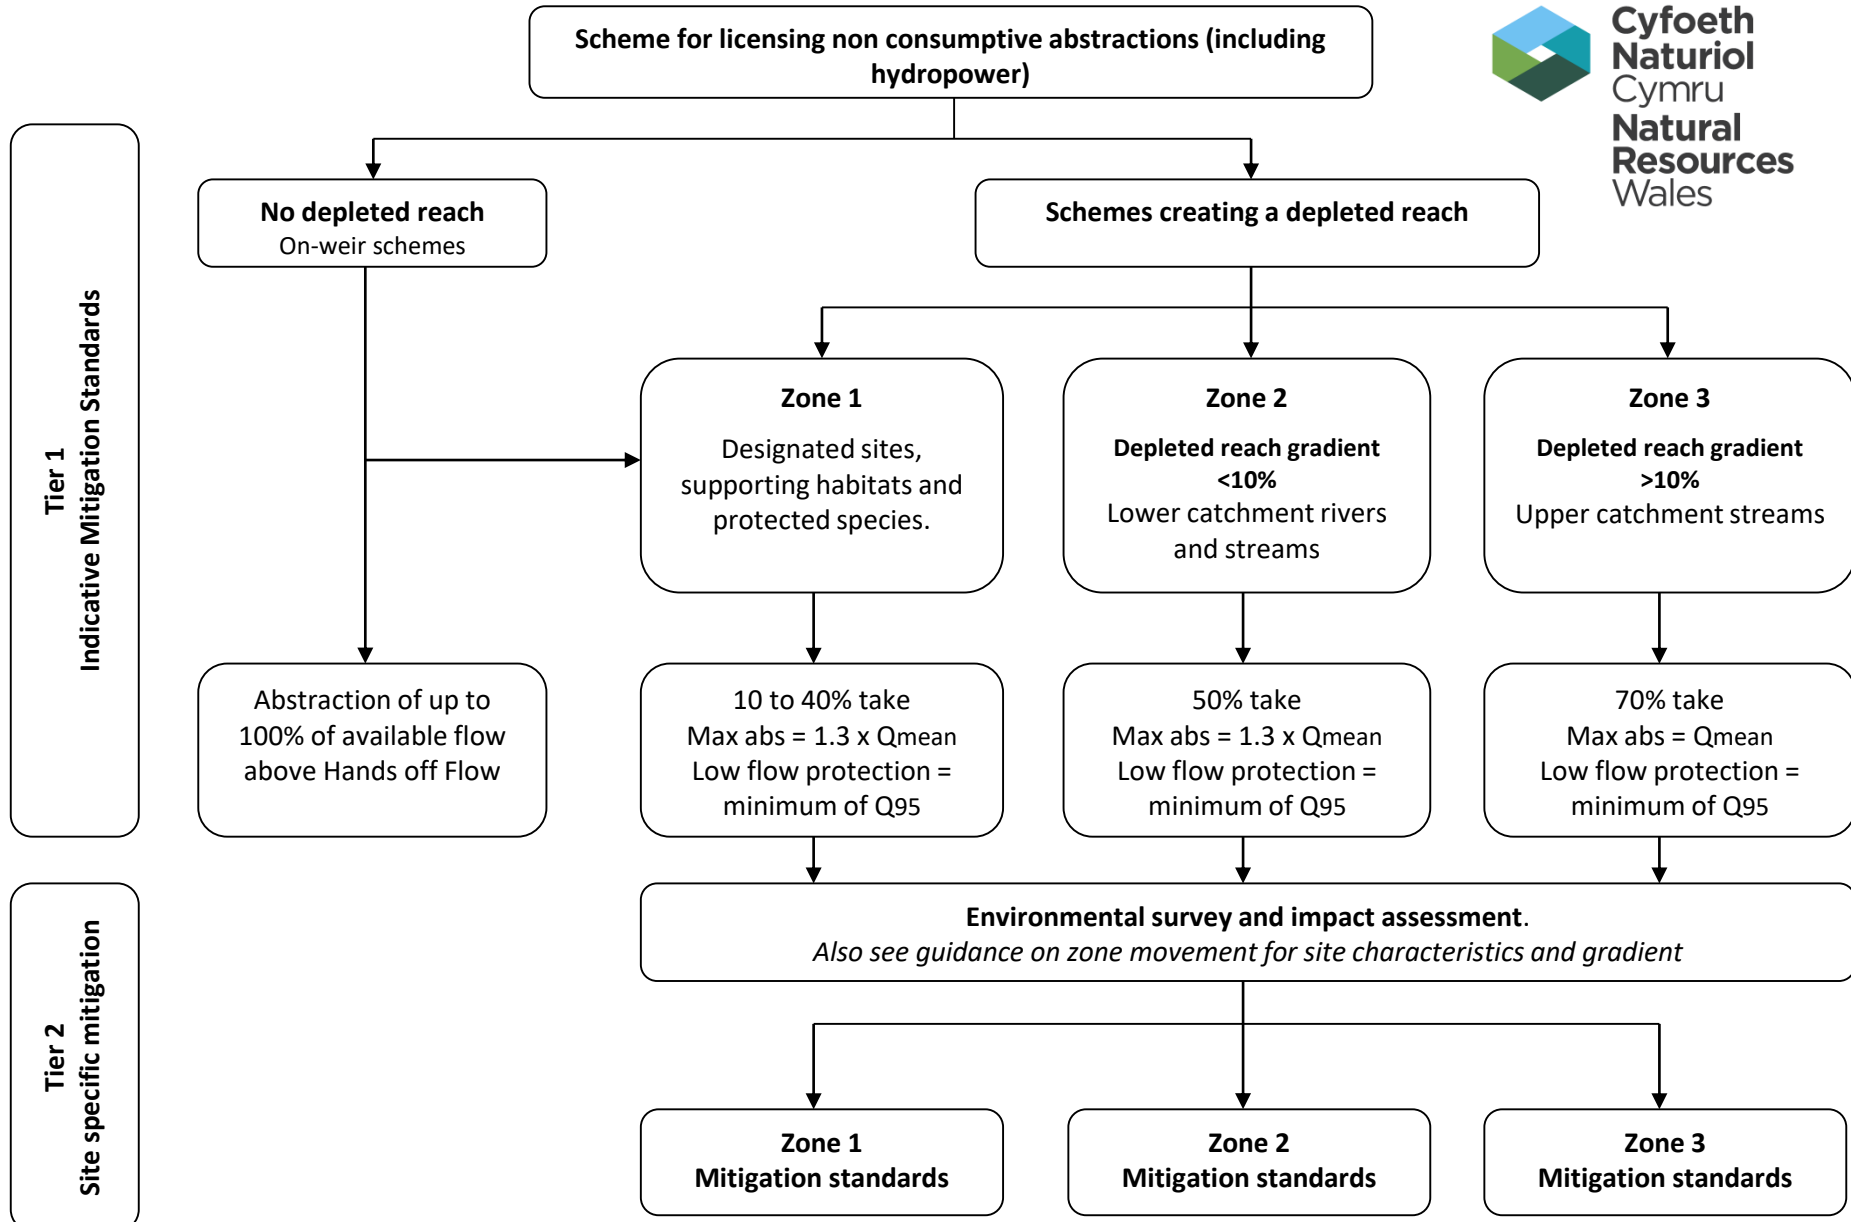 Scheme for licensing non consumptive abstractions (including
hydropower)
Cyfoeth
Naturiol
Cymru
Natural
Resources
Wales
Tier 1
Indicative Mitigation Standards
No depleted reach
On-weir schemes
Schemes creating a depleted reach
Zone 1
Designated sites,
supporting habitats and
protected species.
Zone 2
Depleted reach gradient
<10%
Lower catchment rivers
and streams
Zone 3
Depleted reach gradient
>10%
Upper catchment streams
Abstraction of up to
100% of available flow
above Hands off Flow
10 to 40% take
Max abs = 1.3 x Qmean
Low flow protection =
minimum of Q95
50% take
Max abs = 1.3 x Qmean
Low flow protection =
minimum of Q95
70% take
Max abs = Qmean
Low flow protection =
minimum of Q95
Tier 2
Site specific mitigation
Environmental survey and impact assessment.
Also see guidance on zone movement for site characteristics and gradient
Zone 1
Mitigation standards
Zone 2
Mitigation standards
Zone 3
Mitigation standards